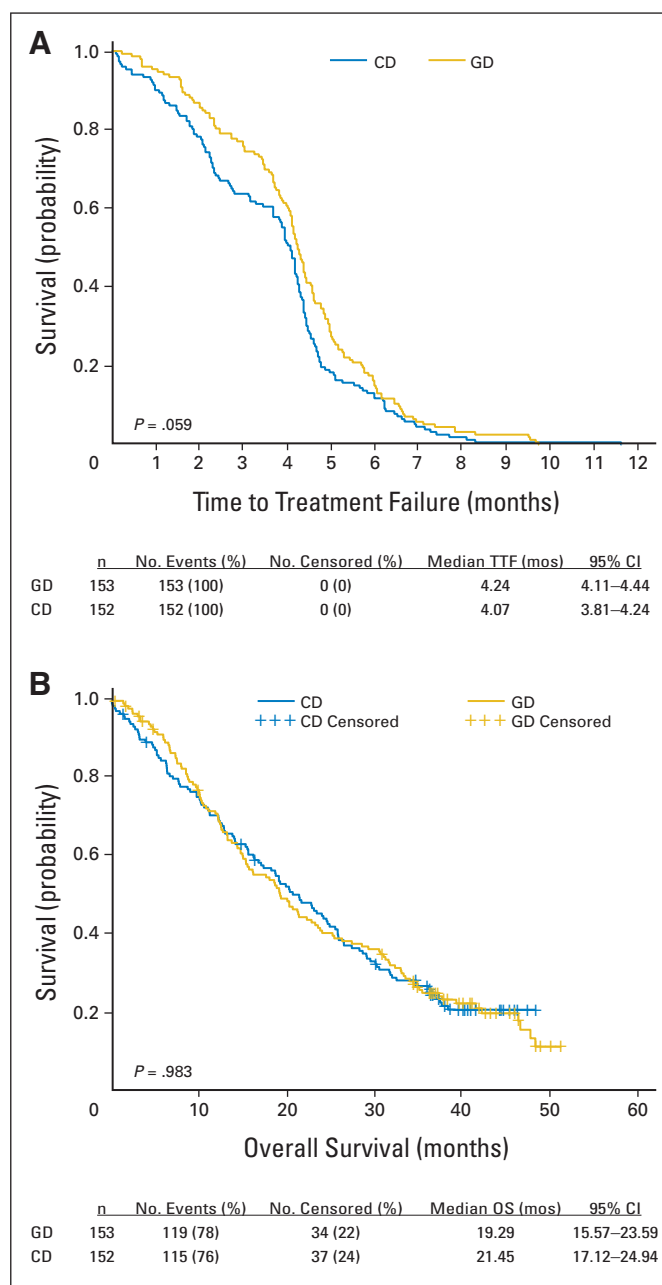 A
CD GD
1.0
0.8
0.6
0.4
0.2
Survival (probability)
P = .059
0 1 2 3 4 5 6 7 8 9 10 11 12
Time to Treatment Failure (months)
n No. Events (%) No. Censored (%) Median TTF (mos) 95% CI
GD 153 153 (100) 0 (0) 4.24 4.11–4.44
CD 152 152 (100) 0 (0) 4.07 3.81–4.24
B
CD GD
CD Censored GD Censored
1.0
0.8
0.6
0.4
0.2
Survival (probability)
P = .983
0 10 20 30 40 50 60
Overall Survival (months)
n No. Events (%) No. Censored (%) Median OS (mos) 95% CI
GD 153 119 (78) 34 (22) 19.29 15.57–23.59
CD 152 115 (76) 37 (24) 21.45 17.12–24.94